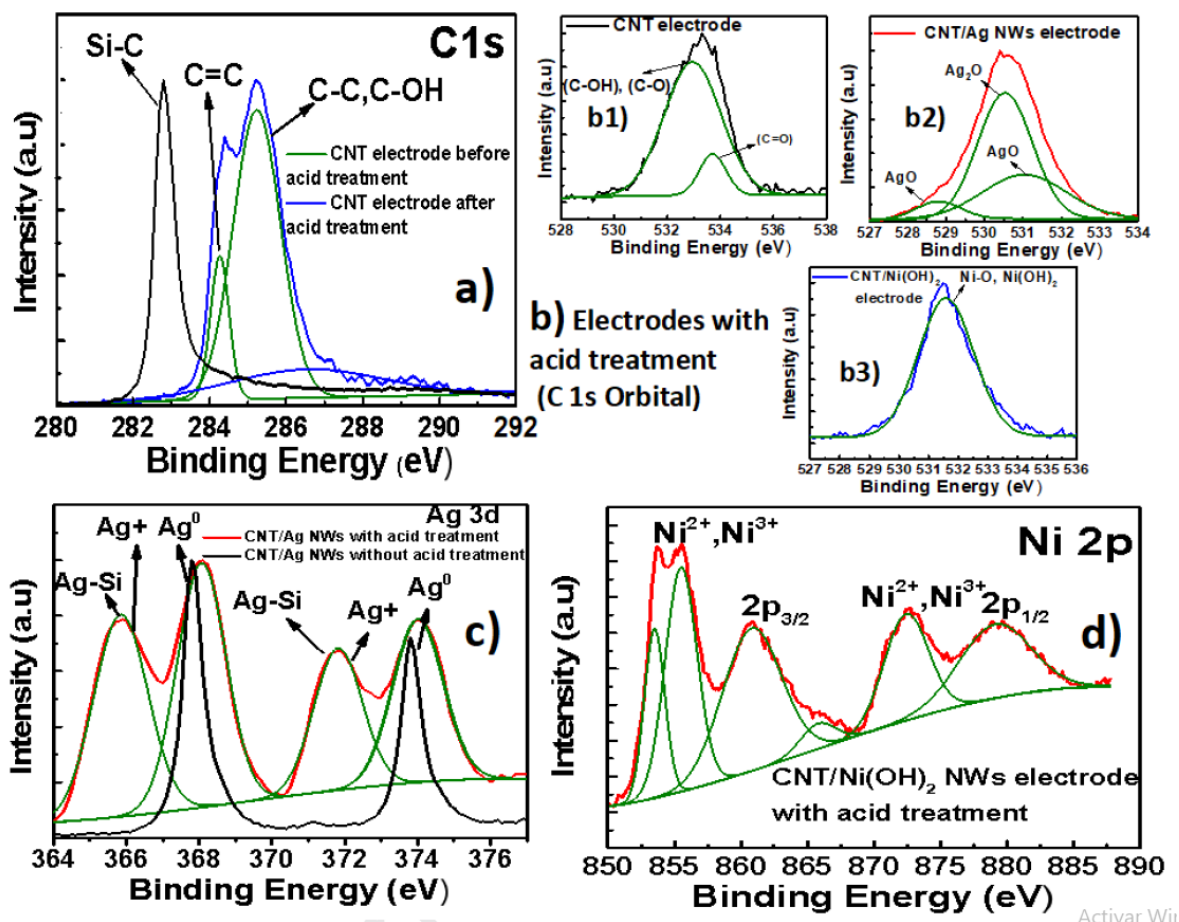 C1s
Si-C
C=C
C-C,C-OH
CNT electrode before
acid treatment
CNT electrode after
acid treatment
a)
Intensity (a.u)
280 282 284 286 288 290 292
Binding Energy (eV)
CNT electrode
(C-OH), (C-O)
b1)
(C=O)
Intensity (a.u)
528 530 532 534 536 538
Binding Energy (eV)
CNT/Ag NWs electrode
Ag2O
b2)
AgO
AgO
Intensity (a.u)
527 528 529 530 531 532 533 534
Binding Energy (eV)
b) Electrodes with
acid treatment
(C 1s Orbital)
CNT/Ni(OH)2
electrode
Ni-O, Ni(OH)2
b3)
Intensity (a.u)
527 528 529 530 531 532 533 534 535 536
Binding Energy (eV)
Ag 3d
Ag+
Ag0
CNT/Ag NWs with acid treatment
CNT/Ag NWs without acid treatment
Ag-Si
Ag-Si
Ag+
Ag0
c)
Intensity (a.u)
364 366 368 370 372 374 376
Binding Energy (eV)
Ni2+,Ni3+
Ni 2p
2p3/2
Ni2+,Ni3+
2p1/2
d)
CNT/Ni(OH)2 NWs electrode
with acid treatment
Intensity (a.u)
850 855 860 865 870 875 880 885 890
Binding Energy (eV)
Activar Win